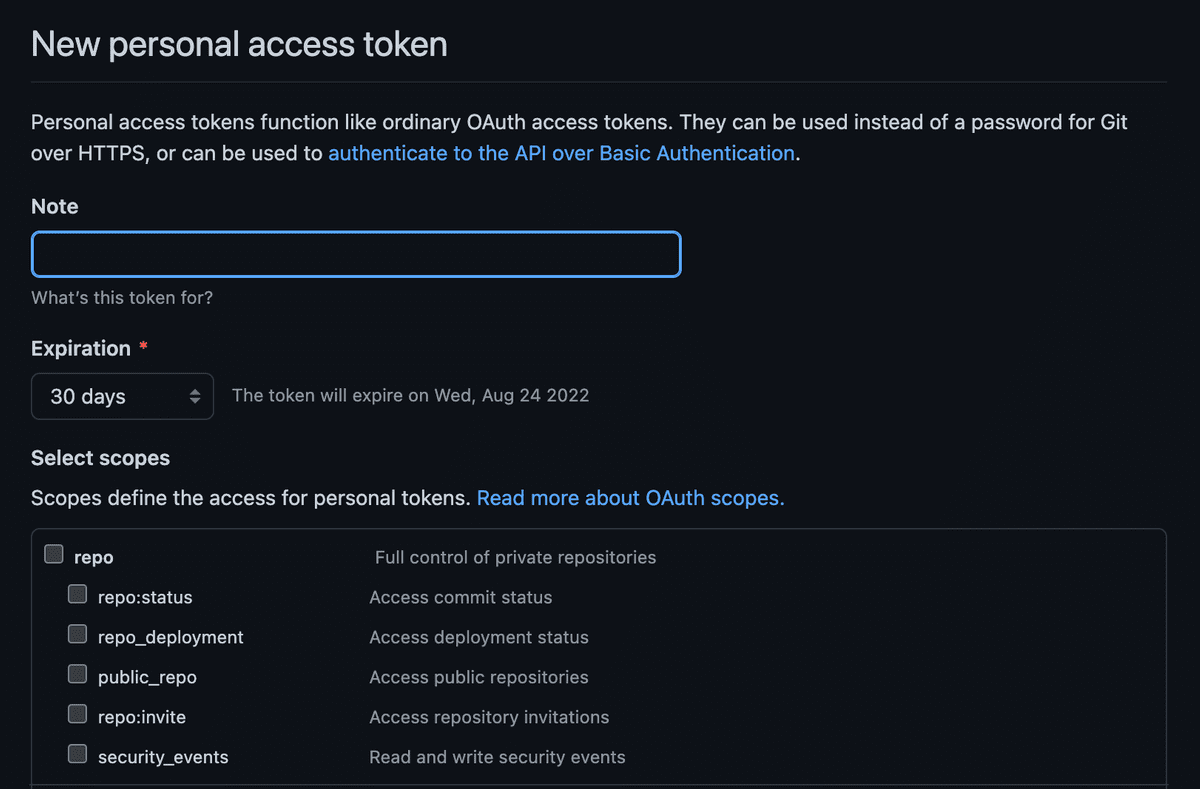 New personal access token
Personal access tokens function like ordinary OAuth access tokens. They can be used instead of a password for Git
over HTTPS, or can be used to authenticate to the API over Basic Authentication.
Note
What's this token for?
Expiration *
30 days The token will expire on Wed, Aug 24 2022
Select scopes
Scopes define the access for personal tokens. Read more about OAuth scopes.
repo Full control of private repositories
repo:status Access commit status
repo_deployment Access deployment status
public_repo Access public repositories
repo:invite Access repository invitations
security_events Read and write security events